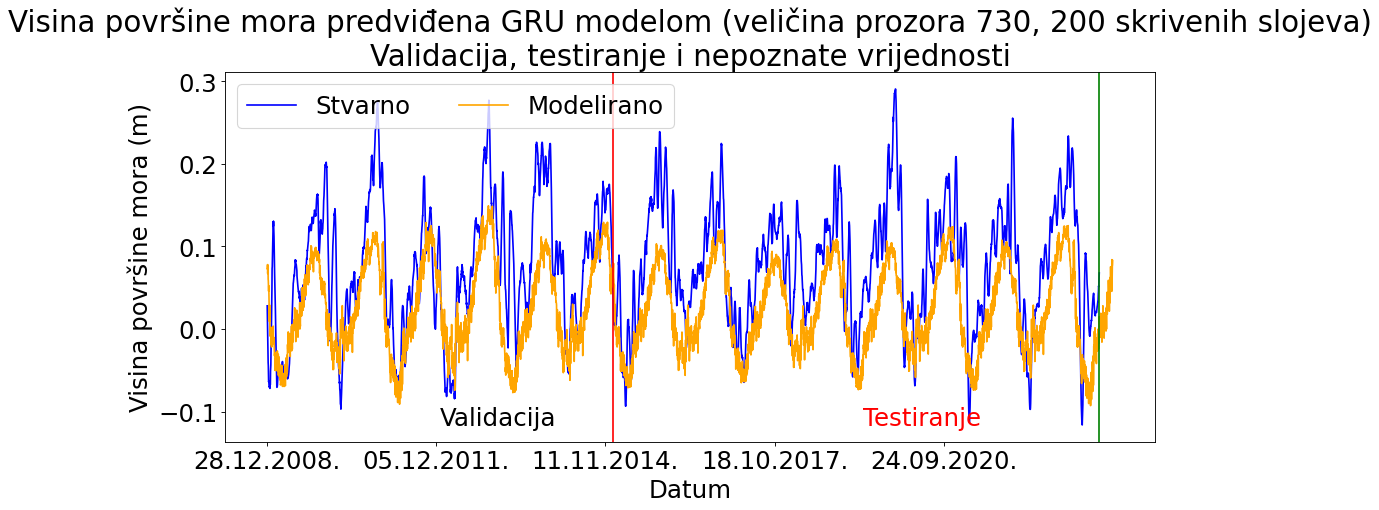 Visina površine mora predviđena GRU modelom (veličina prozora 730, 200 skrivenih slojeva)
Validacija, testiranje i nepoznate vrijednosti
Stvarno Modelirano
Visina površine mora (m)
0.3
0.2
0.1
0.0
−0.1
Validacija
Testiranje
28.12.2008. 05.12.2011. 11.11.2014. 18.10.2017. 24.09.2020.
Datum